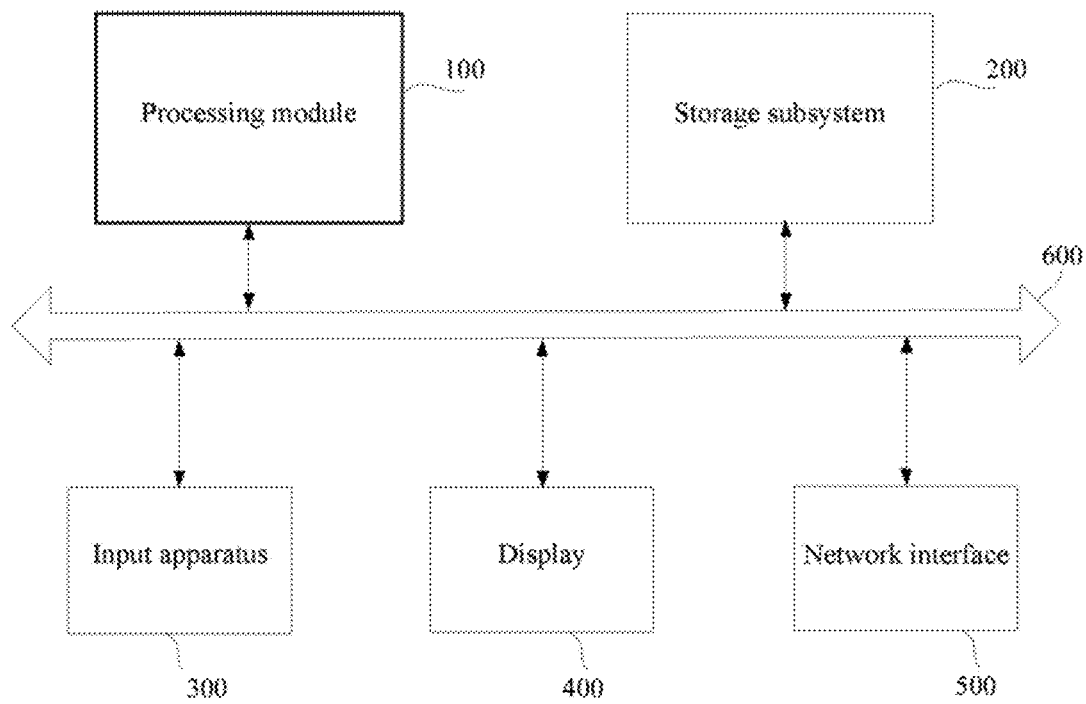 100
200
Processing module
Storage subsystem
600
Input apparatus
Display
Network interface
300
400
500